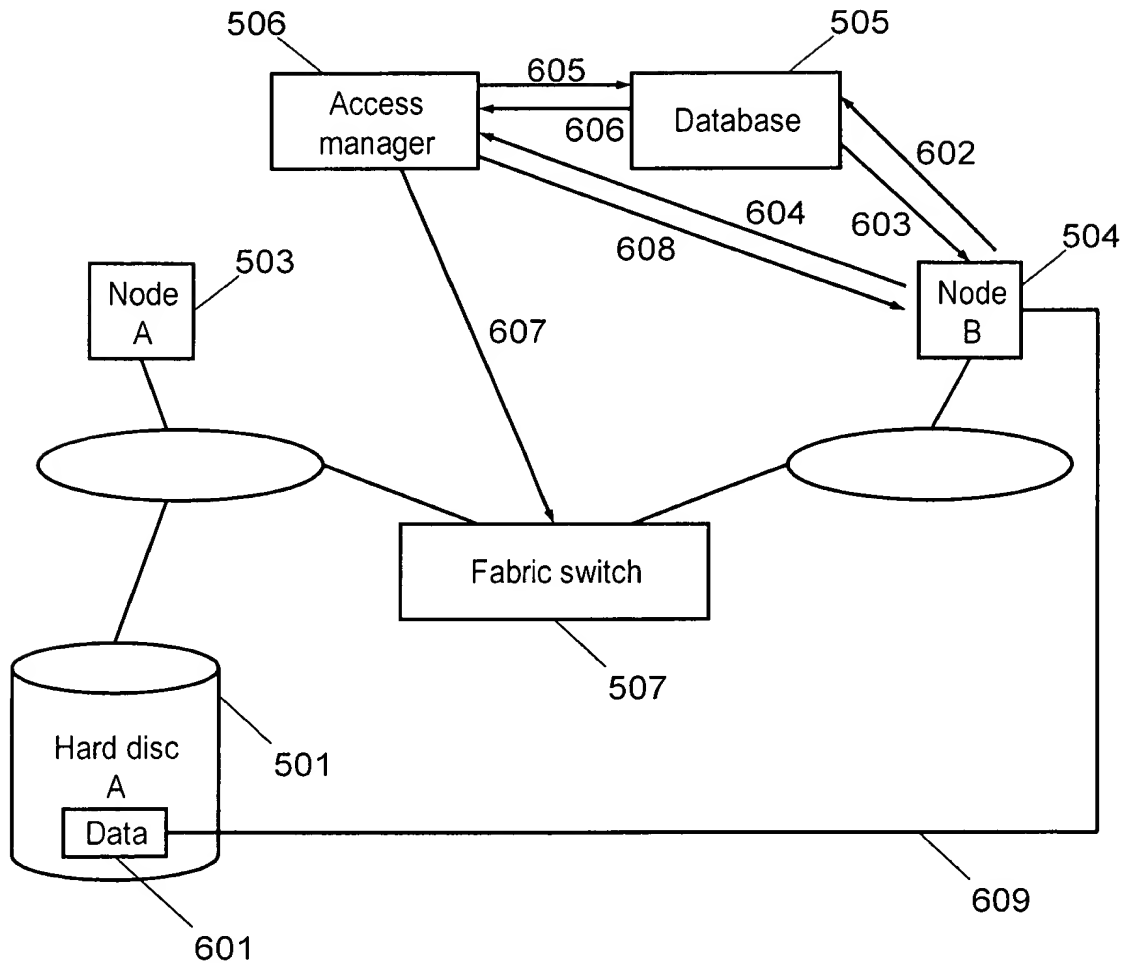 506
505
605
Access
manager
606
Database
602
604
603
608
504
503
Node
A
Node
B
607
Fabric switch
507
Hard disc
A
501
Data
609
601